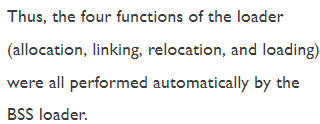 Thus, the four functions of the loader
(allocation, linking, relocation, and loading)
were all performed automatically by the
BSS loader.